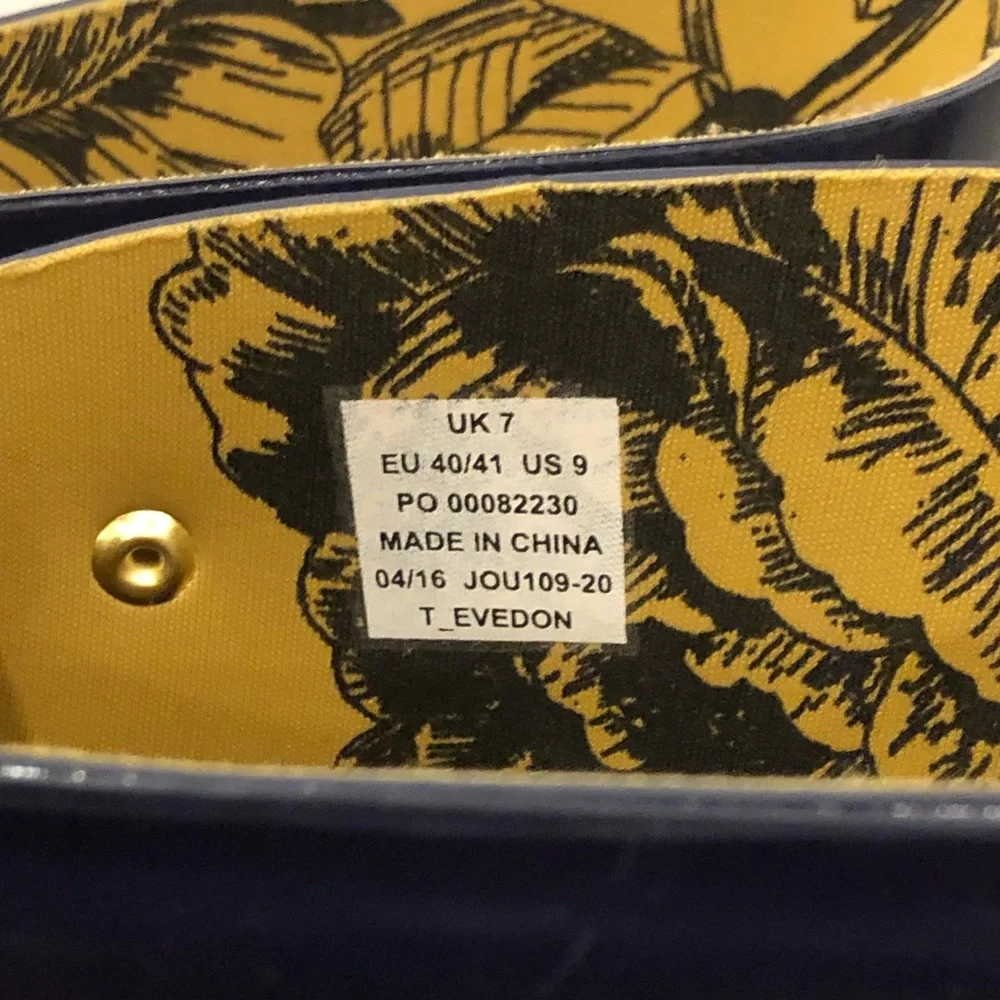 UK 7
EU 40/41 US 9
PO 00082230
MADE IN CHINA
04/16 JOU109-20
T_EVEDON